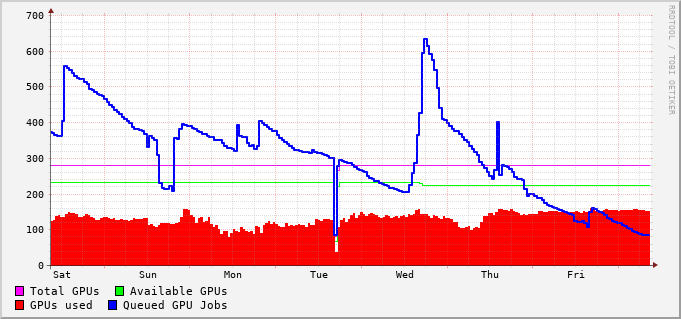 700
600
500
400
300
200
100
0
Sat Sun Mon Tue Wed Thu Fri
Total GPUs Available GPUs
GPUs used Queued GPU Jobs
RRDTOOL / TOBI OETIKER